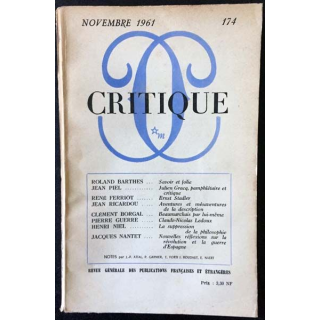 NOVEMBRE 1961 174
CRITIQUE
*m
ROLAND BARTHES .... Savoir et folie
JEAN PIEL .......... Julien Gracq, pamphlétaire et
critique
RENÉ FERRIOT ....... Ernst Stadler
JEAN RICARDOU ..... Aventures et mésaventures
de la description
CLÉMENT BORGAL ... Beaumarchais par lui-même
PIERRE GUERRE .... Claude-Nicolas Ledoux
HENRI NIEL ........ La suppression
de la philosophie
JACQUES NANTET ... Nouvelles réflexions sur la
révolution et la guerre
d'Espagne
NOTES par
REVUE GÉNÉRALE DES PUBLICATIONS FRANÇAISES ET ÉTRANGÈRES
Prix : NF